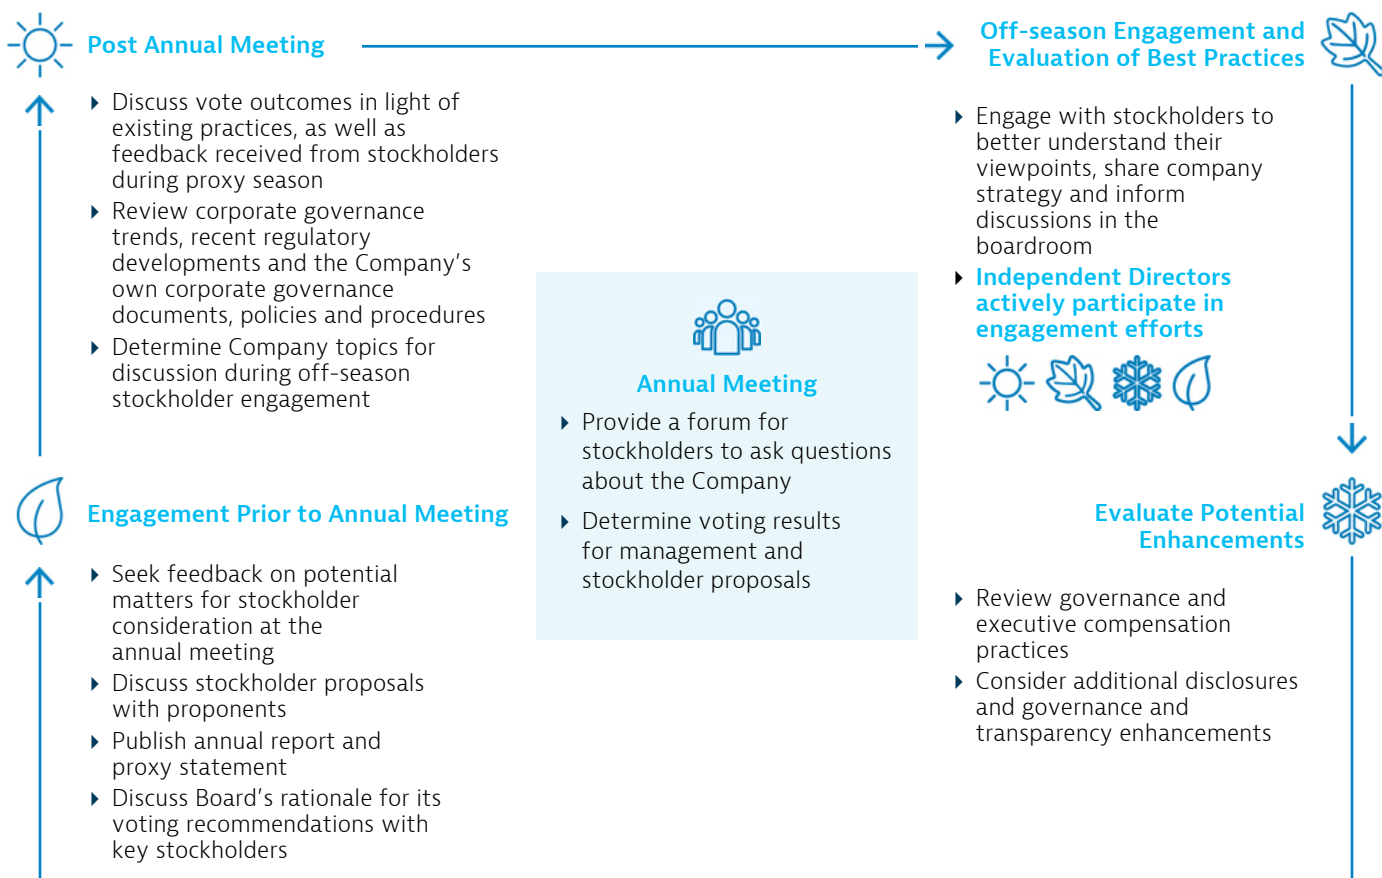 Post Annual Meeting
Discuss vote outcomes in light of
existing practices, as well as
feedback received from stockholders
during proxy season
Review corporate governance
trends, recent regulatory
developments and the Company's
own corporate governance
documents, policies and procedures
Determine Company topics for
discussion during off-season
stockholder engagement
Off-season Engagement and
Evaluation of Best Practices
Engage with stockholders to
better understand their
viewpoints, share company
strategy and inform
discussions in the
boardroom
Independent Directors
actively participate in
engagement efforts
Annual Meeting
Provide a forum for
stockholders to ask questions
about the Company
Determine voting results
for management and
stockholder proposals
Engagement Prior to Annual Meeting
Seek feedback on potential
matters for stockholder
consideration at the
annual meeting
Discuss stockholder proposals
with proponents
Publish annual report and
proxy statement
Discuss Board's rationale for its
voting recommendations with
key stockholders
Evaluate Potential
Enhancements
Review governance and
executive compensation
practices
Consider additional disclosures
and governance and
transparency enhancements